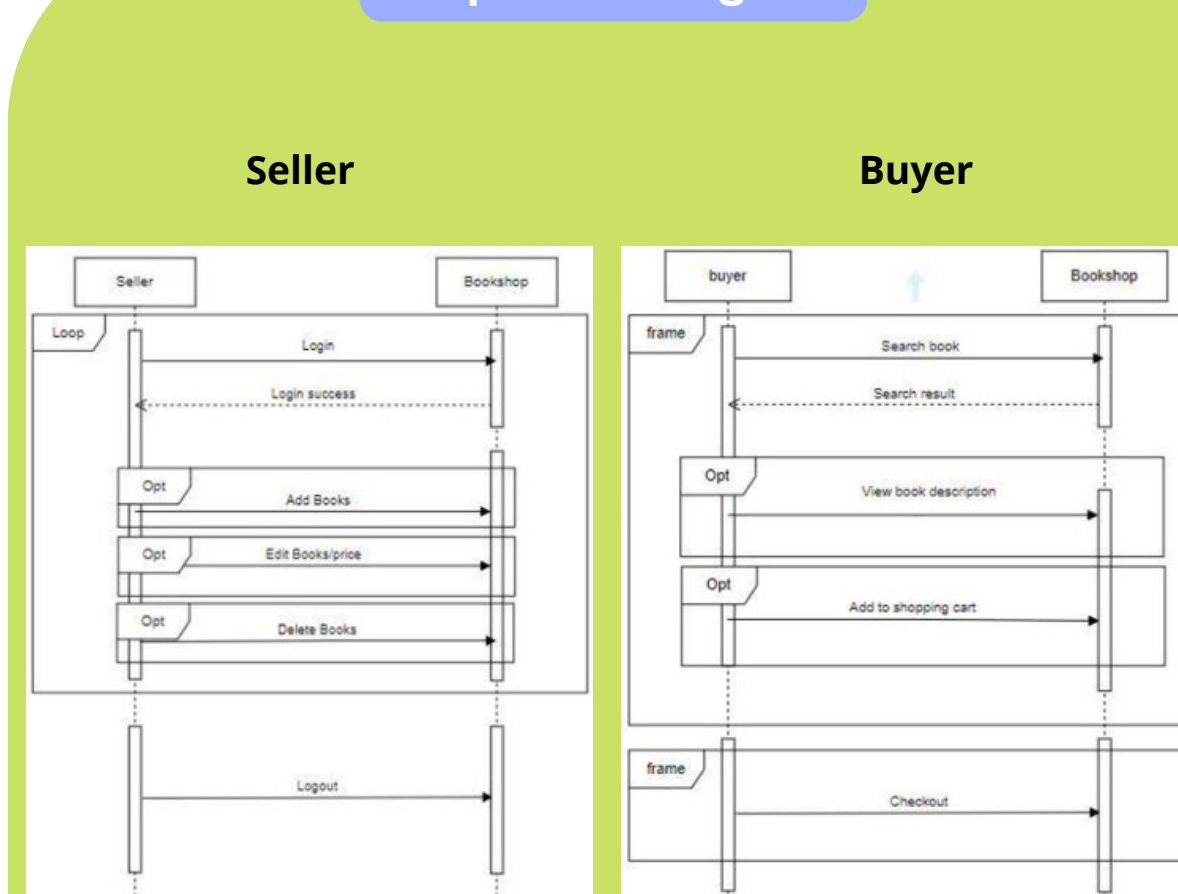 Seller
Buyer
Seller
Bookshop
Loop
Login
Login success
Opt
Add Books
Opt
Edit Books/price
Opt
Delete Books
Logout
buyer
Bookshop
frame
Search book
Search result
Opt
View book description
Opt
Add to shopping cart
frame
Checkout